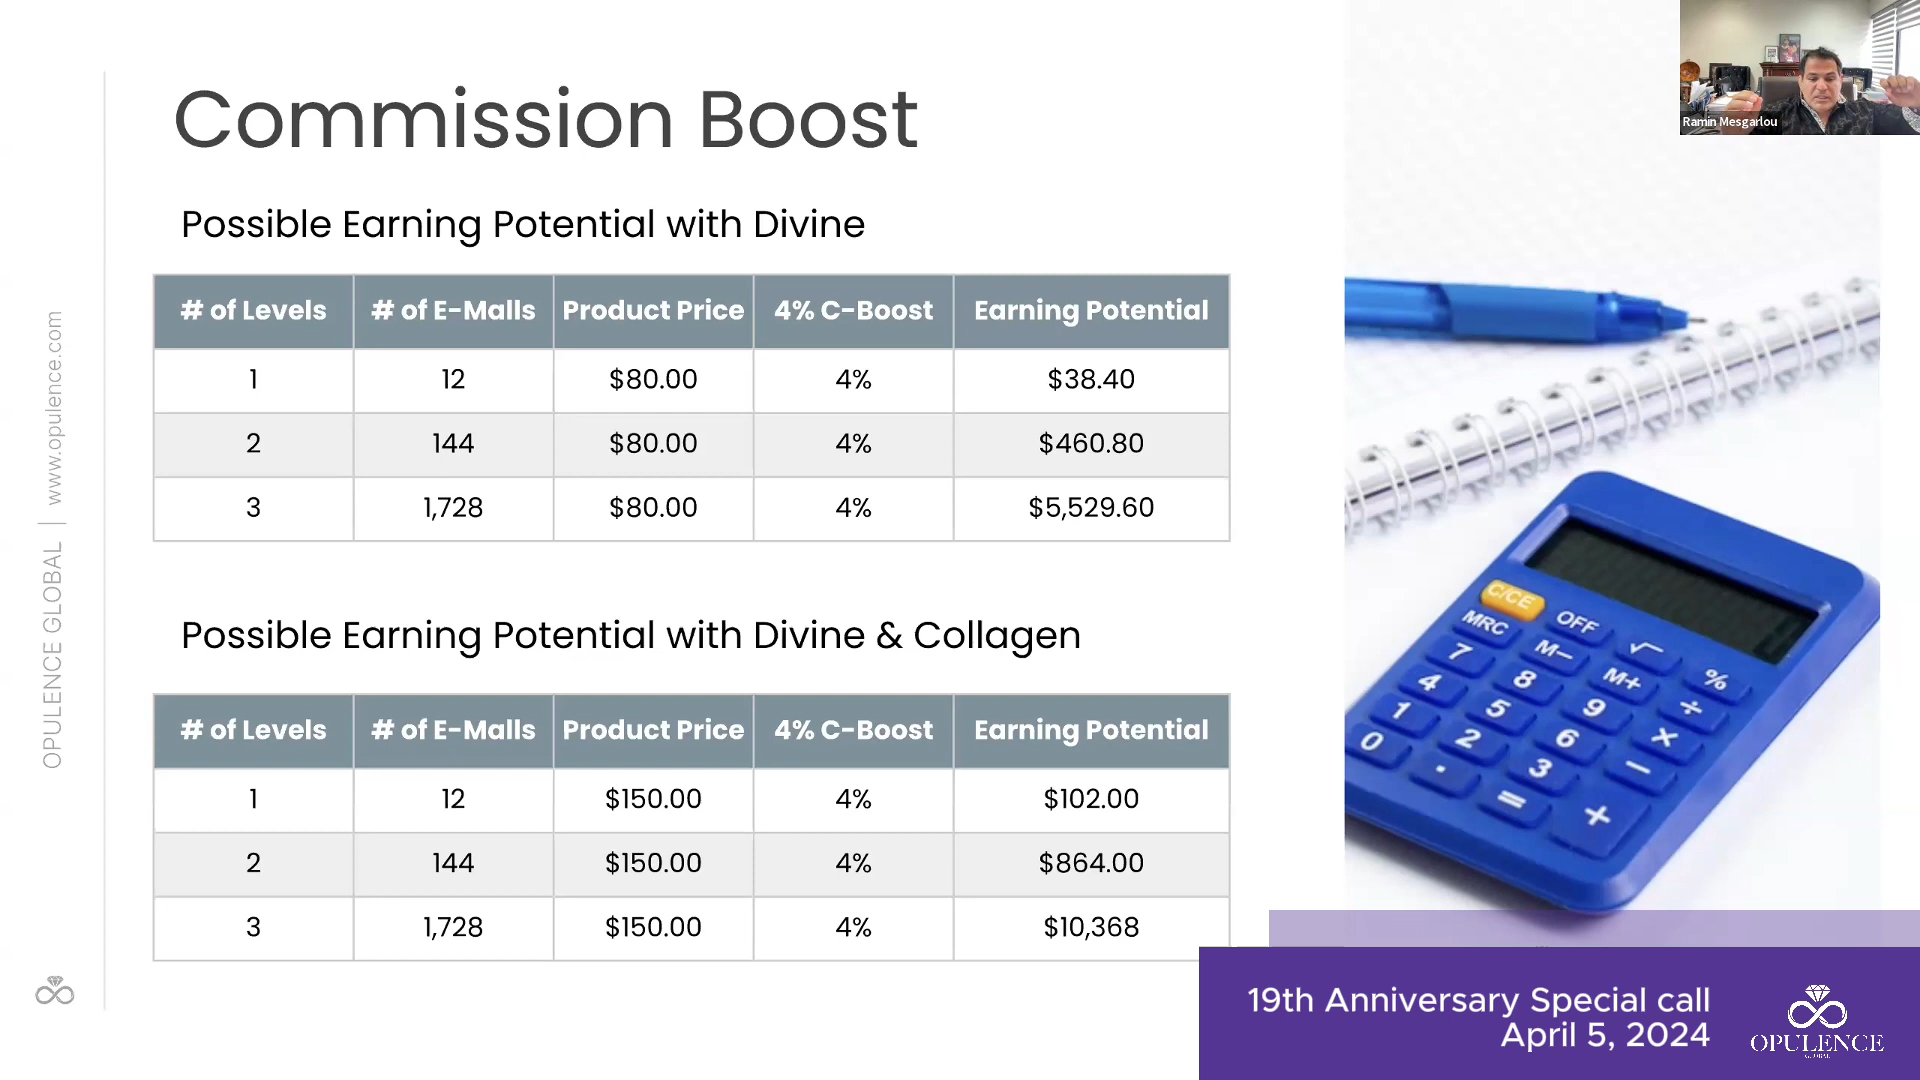 Ramin Mesgarlou
Commission Boost
Possible Earning Potential with Divine
# of Levels # of E-Malls Product Price 4% C-Boost Earning Potential
1 12 $80.00 4% $38.40
2 144 $80.00 4% $460.80
3 1,728 $80.00 4% $5,529.60
Possible Earning Potential with Divine & Collagen
# of Levels # of E-Malls Product Price 4% C-Boost Earning Potential
1 12 $150.00 4% $102.00
2 144 $150.00 4% $864.00
3 1,728 $150.00 4% $10,368
OPULENCE GLOBAL | www.opulence.com
C/CE
MRC OFF √
7 M− M+ %
4 8 9 ÷
1 5 6 ×
0 2 3 −
. = +
19th Anniversary Special call
April 5, 2024
OPULENCE
GLOBAL